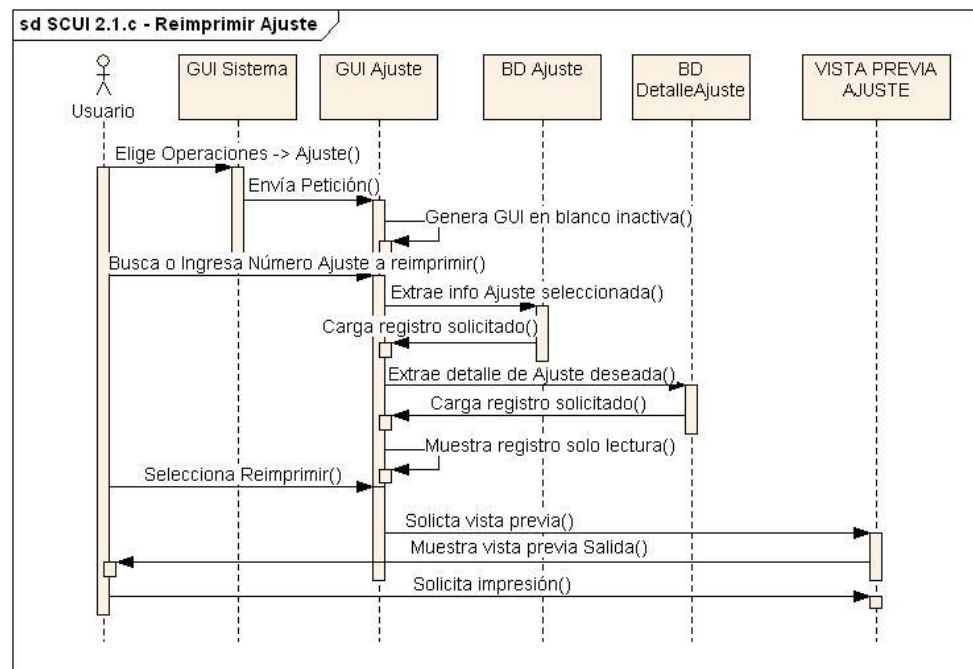 sd SCUI 2.1.c - Reimprimir Ajuste
Usuario
GUI Sistema
GUI Ajuste
BD Ajuste
BD
DetalleAjuste
VISTA PREVIA
AJUSTE
Elige Operaciones -> Ajuste()
Envía Petición()
Genera GUI en blanco inactiva()
Busca o Ingresa Número Ajuste a reimprimir()
Extrae info Ajuste seleccionada()
Carga registro solicitado()
Extrae detalle de Ajuste deseada()
Carga registro solicitado()
Muestra registro solo lectura()
Selecciona Reimprimir()
Solicta vista previa()
Muestra vista previa Salida()
Solicita impresión()